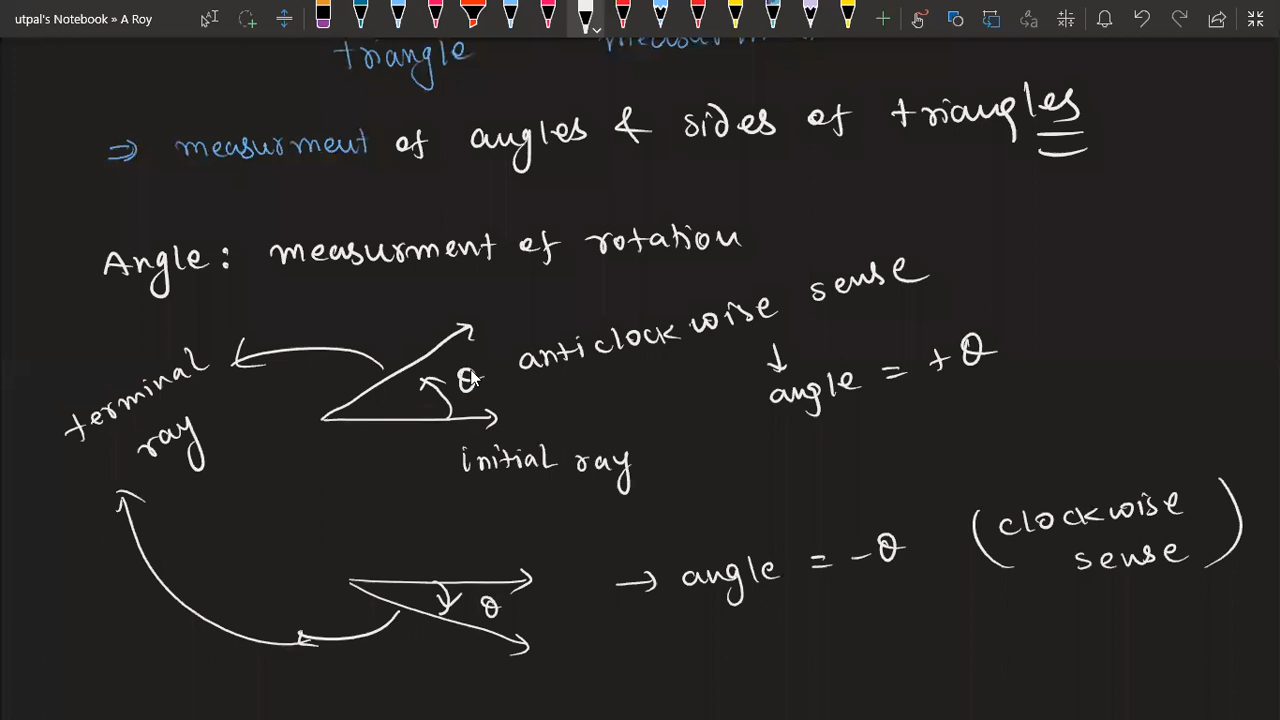 utpal's Notebook » A Roy
triangle
⇒ measurment of angles & sides of triangles
Angle: measurment of rotation
anticlockwise sense
↓
angle = + θ
θ
terminal
ray
initial ray
→ angle = -θ (clockwise
sense)
θ